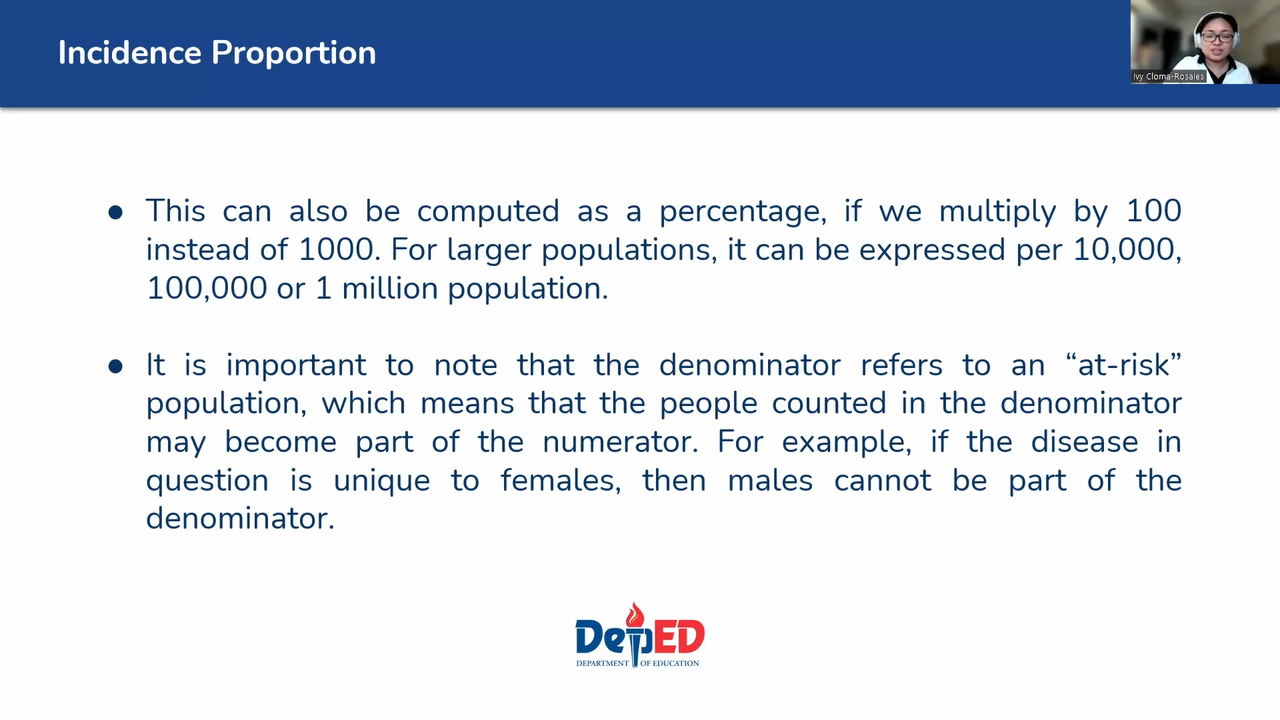 Incidence Proportion
Ivy Cloma-Rosales
● This can also be computed as a percentage, if we multiply by 100
instead of 1000. For larger populations, it can be expressed per 10,000,
100,000 or 1 million population.
● It is important to note that the denominator refers to an “at-risk”
population, which means that the people counted in the denominator
may become part of the numerator. For example, if the disease in
question is unique to females, then males cannot be part of the
denominator.
DepED
DEPARTMENT OF EDUCATION